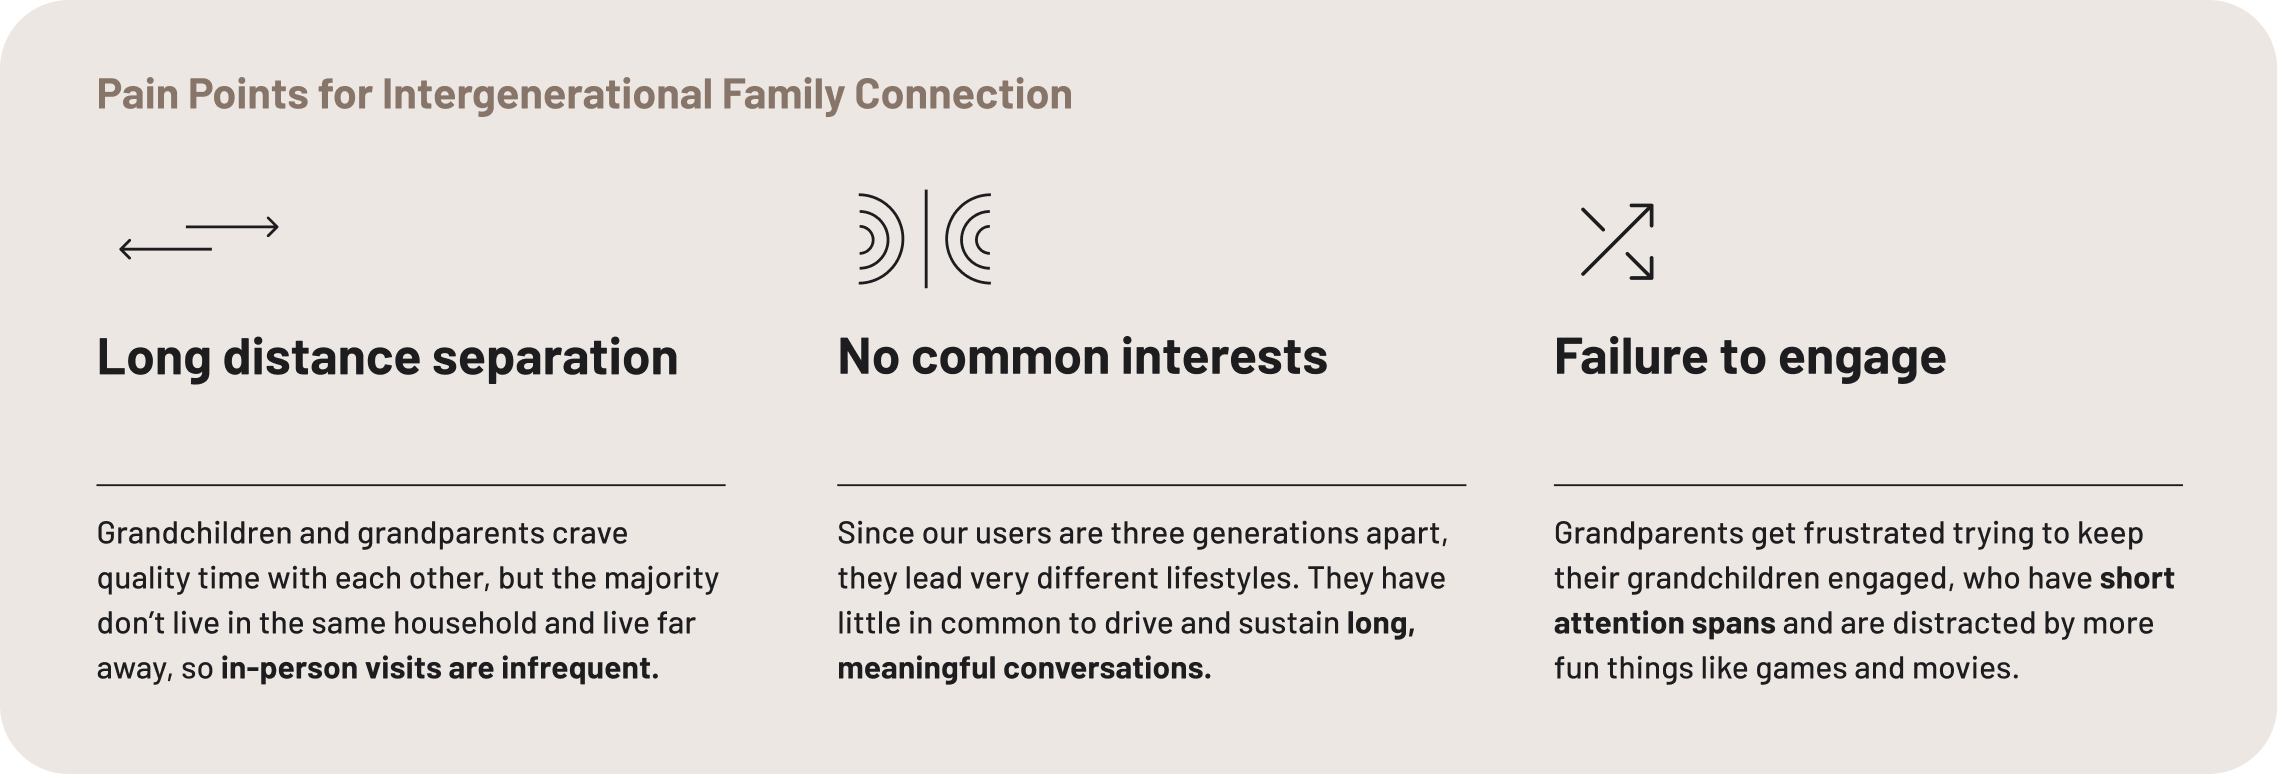 Pain Points for Intergenerational Family Connection
Long distance separation
Grandchildren and grandparents crave
quality time with each other, but the majority
don’t live in the same household and live far
away, so in-person visits are infrequent.
No common interests
Since our users are three generations apart,
they lead very different lifestyles. They have
little in common to drive and sustain long,
meaningful conversations.
Failure to engage
Grandparents get frustrated trying to keep
their grandchildren engaged, who have short
attention spans and are distracted by more
fun things like games and movies.